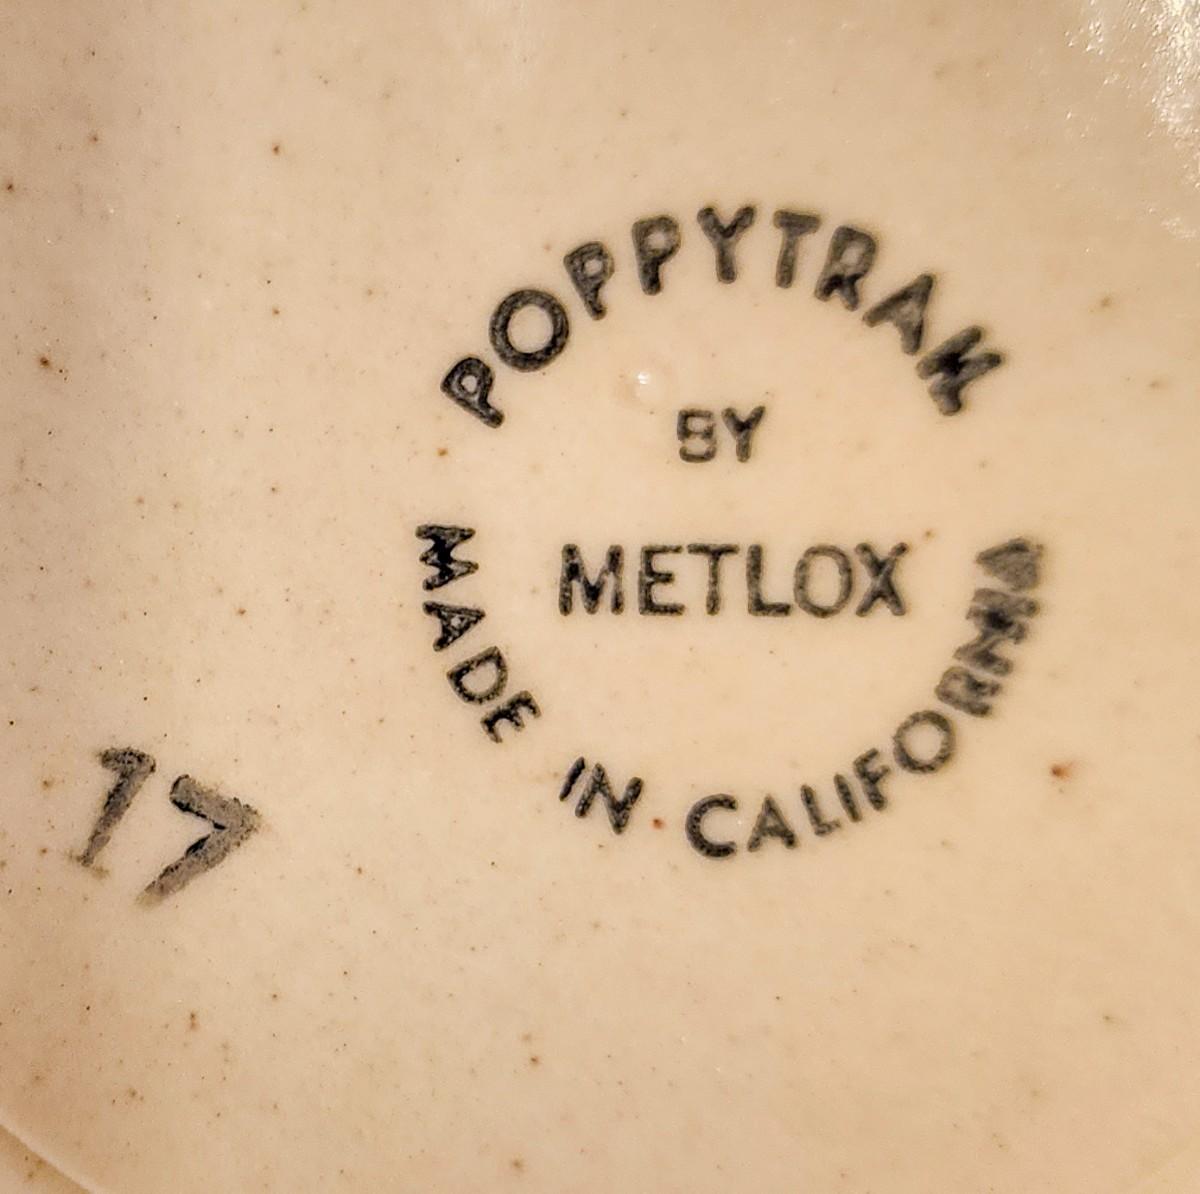 POPPYTRAIL
BY
METLOX
MADE IN CALIFORNIA
17